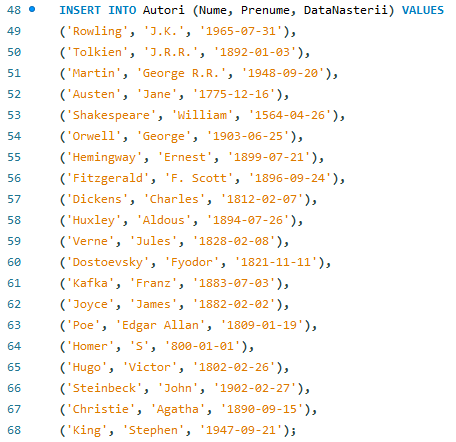 48 INSERT INTO Autori (Nume, Prenume, DataNasterii) VALUES
49 ('Rowling', 'J.K.', '1965-07-31'),
50 ('Tolkien', 'J.R.R.', '1892-01-03'),
51 ('Martin', 'George R.R.', '1948-09-20'),
52 ('Austen', 'Jane', '1775-12-16'),
53 ('Shakespeare', 'William', '1564-04-26'),
54 ('Orwell', 'George', '1903-06-25'),
55 ('Hemingway', 'Ernest', '1899-07-21'),
56 ('Fitzgerald', 'F. Scott', '1896-09-24'),
57 ('Dickens', 'Charles', '1812-02-07'),
58 ('Huxley', 'Aldous', '1894-07-26'),
59 ('Verne', 'Jules', '1828-02-08'),
60 ('Dostoevsky', 'Fyodor', '1821-11-11'),
61 ('Kafka', 'Franz', '1883-07-03'),
62 ('Joyce', 'James', '1882-02-02'),
63 ('Poe', 'Edgar Allan', '1809-01-19'),
64 ('Homer', 'S', '800-01-01'),
65 ('Hugo', 'Victor', '1802-02-26'),
66 ('Steinbeck', 'John', '1902-02-27'),
67 ('Christie', 'Agatha', '1890-09-15'),
68 ('King', 'Stephen', '1947-09-21');